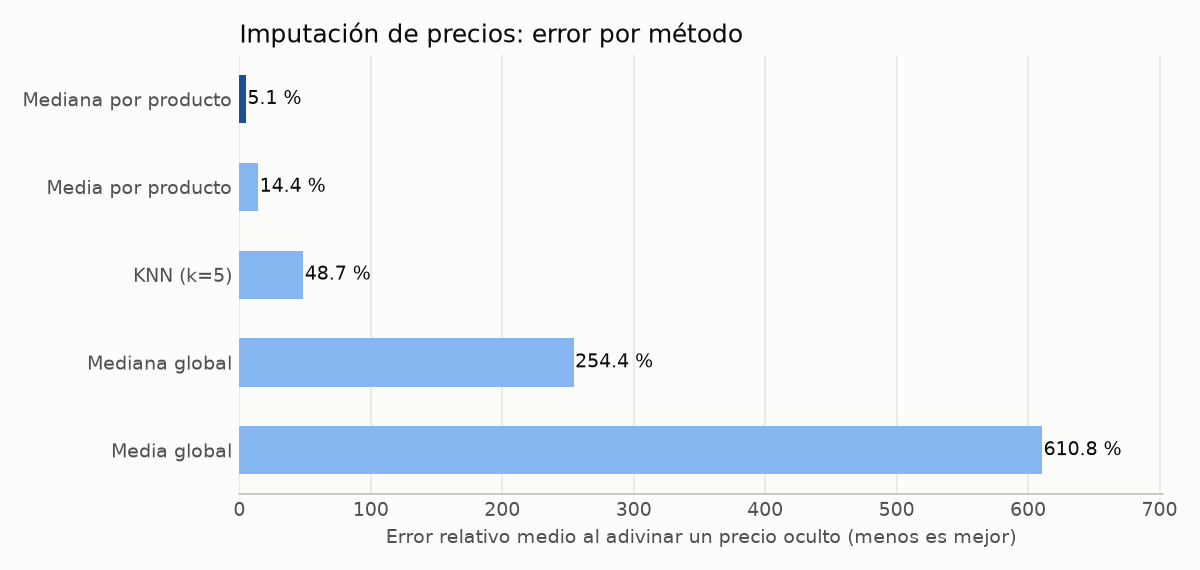 Imputación de precios: error por método
Mediana por producto
5.1 %
Media por producto
14.4 %
KNN (k=5)
48.7 %
Mediana global
254.4 %
Media global
610.8 %
0 100 200 300 400 500 600 700
Error relativo medio al adivinar un precio oculto (menos es mejor)